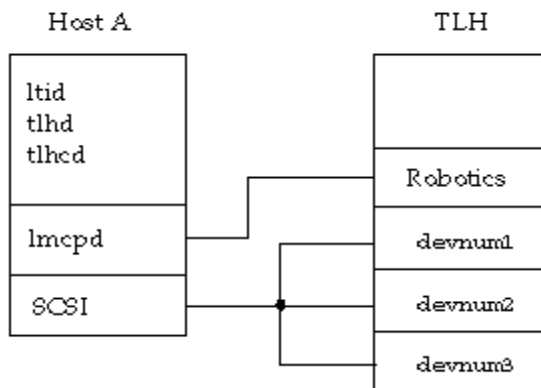 Host A
TLH
ltid
tlhd
tlhcd
lmcpd
SCSI
Robotics
devnum1
devnum2
devnum3